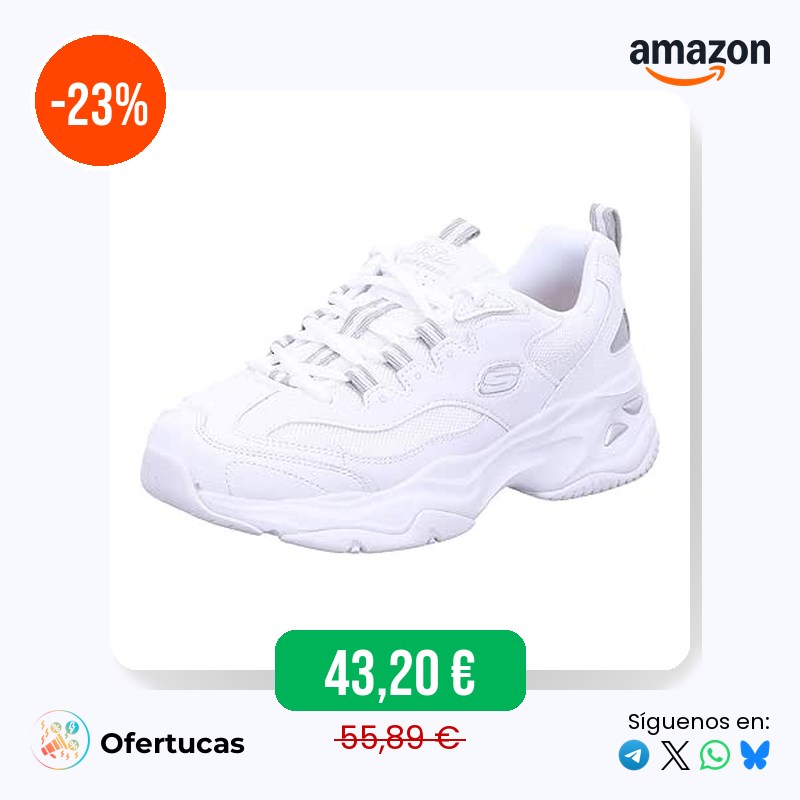 -23%
amazon
S
43,20 €
55,89 €
Ofertucas
Síguenos en: